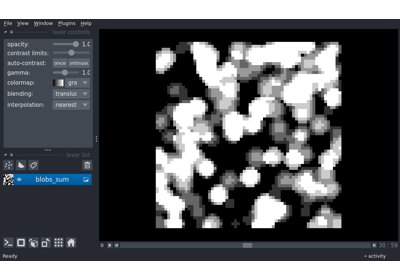 File View Window Plugins Help
layer controls
opacity: 1.0
contrast limits:
auto-contrast: once
gamma: 1.0
colormap: gra
blending: translu
interpolation: nearest
layer list
blobs_sum
0 30 59
Ready activity